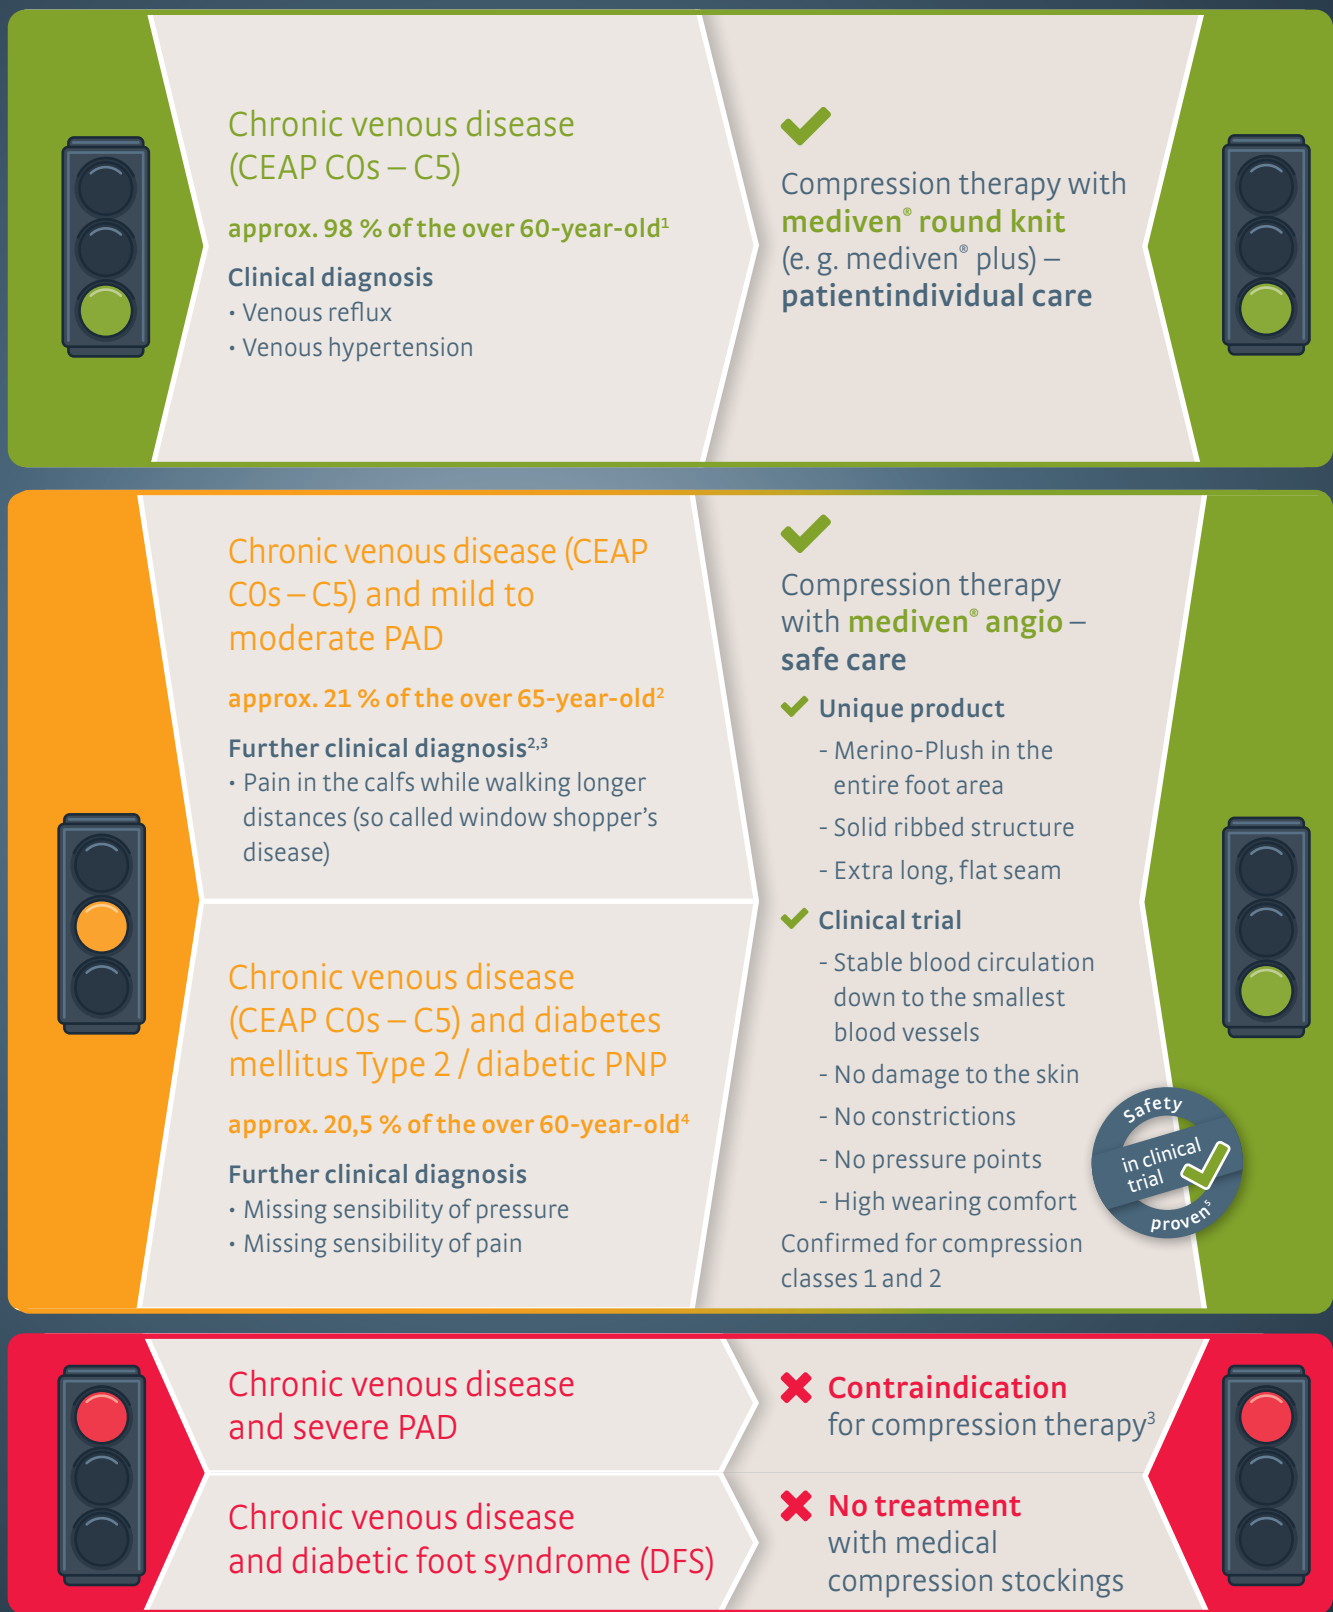 Chronic venous disease
(CEAP C0s – C5)
approx. 98 % of the over 60-year-old¹
Clinical diagnosis
• Venous reflux
• Venous hypertension
Compression therapy with
mediven® round knit
(e. g. mediven® plus) –
patientindividual care
Chronic venous disease (CEAP
C0s – C5) and mild to
moderate PAD
approx. 21 % of the over 65-year-old²
Further clinical diagnosis²,³
• Pain in the calfs while walking longer
distances (so called window shopper's
disease)
Chronic venous disease
(CEAP C0s – C5) and diabetes
mellitus Type 2 / diabetic PNP
approx. 20,5 % of the over 60-year-old⁴
Further clinical diagnosis
• Missing sensibility of pressure
• Missing sensibility of pain
Compression therapy
with mediven® angio –
safe care
Unique product
- Merino-Plush in the
entire foot area
- Solid ribbed structure
- Extra long, flat seam
Clinical trial
- Stable blood circulation
down to the smallest
blood vessels
- No damage to the skin
- No constrictions
- No pressure points
- High wearing comfort
Confirmed for compression
classes 1 and 2
Safety
in clinical
trial
proven⁵
Chronic venous disease
and severe PAD
Contraindication
for compression therapy³
Chronic venous disease
and diabetic foot syndrome (DFS)
No treatment
with medical
compression stockings